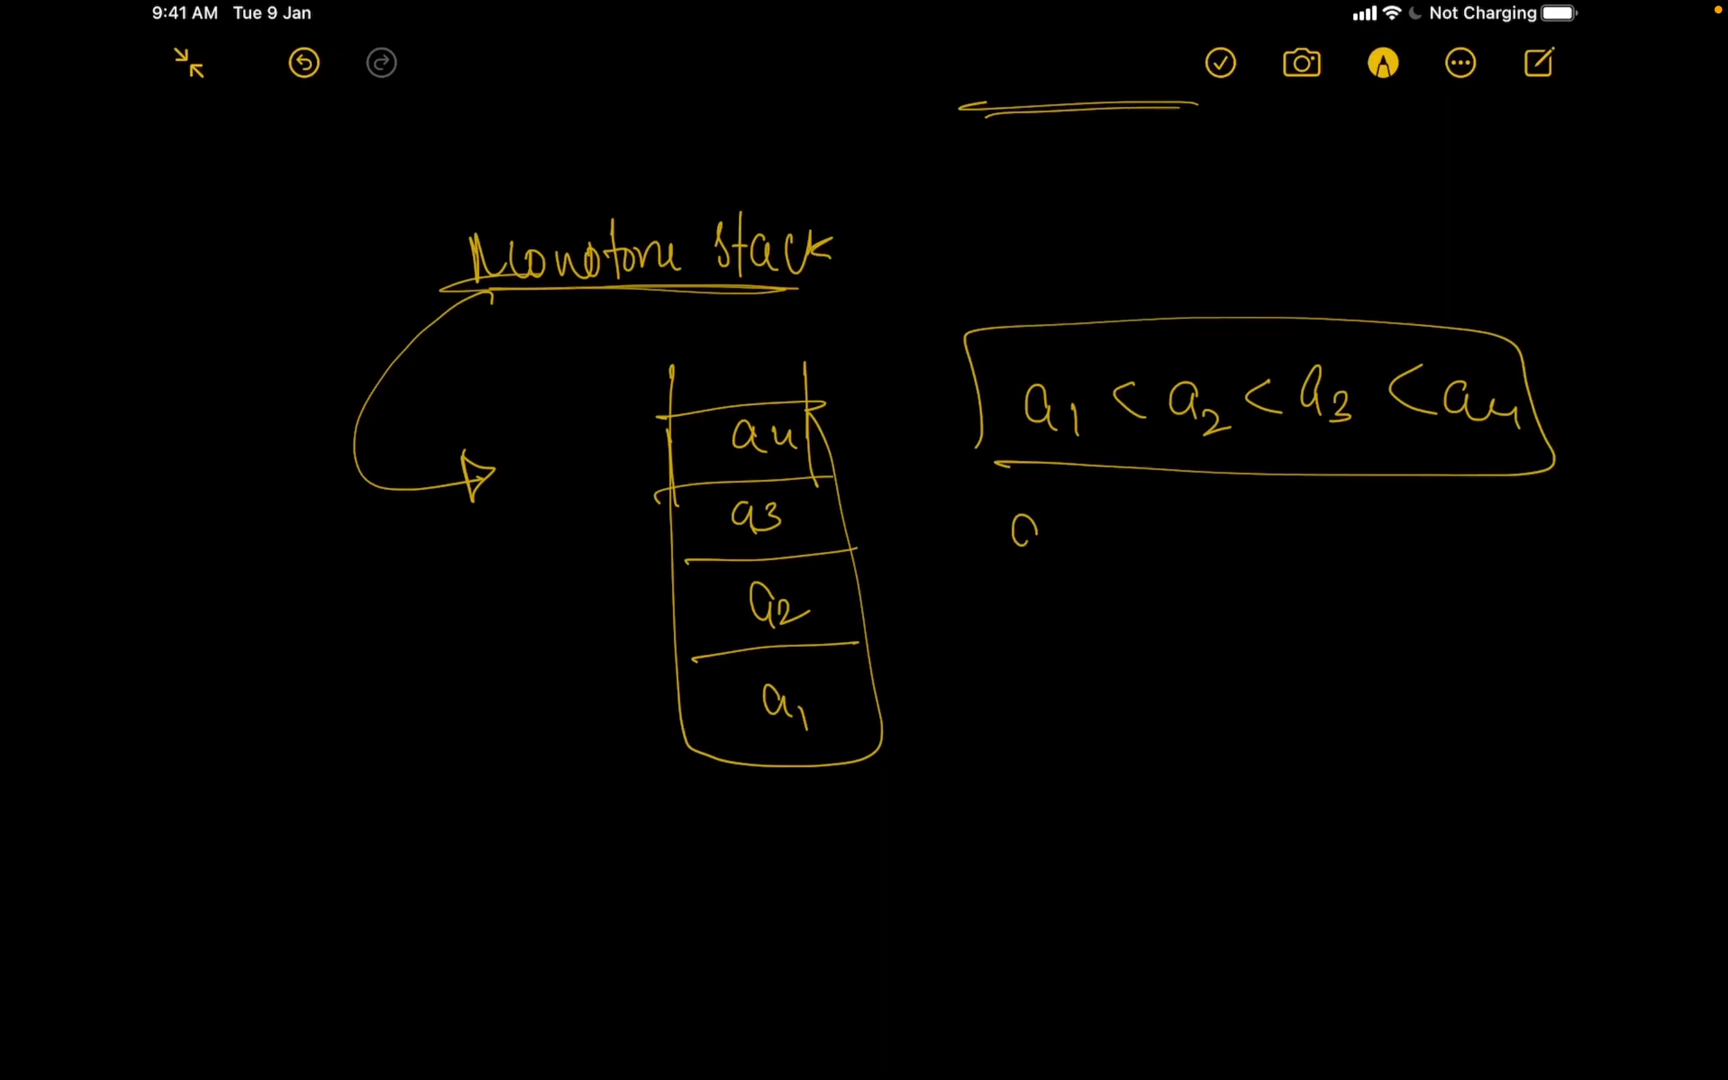 9:41 AM Tue 9 Jan Not Charging
Monotone Stack
a1 < a2 < a3 < a4
a4
a3
a2
a1